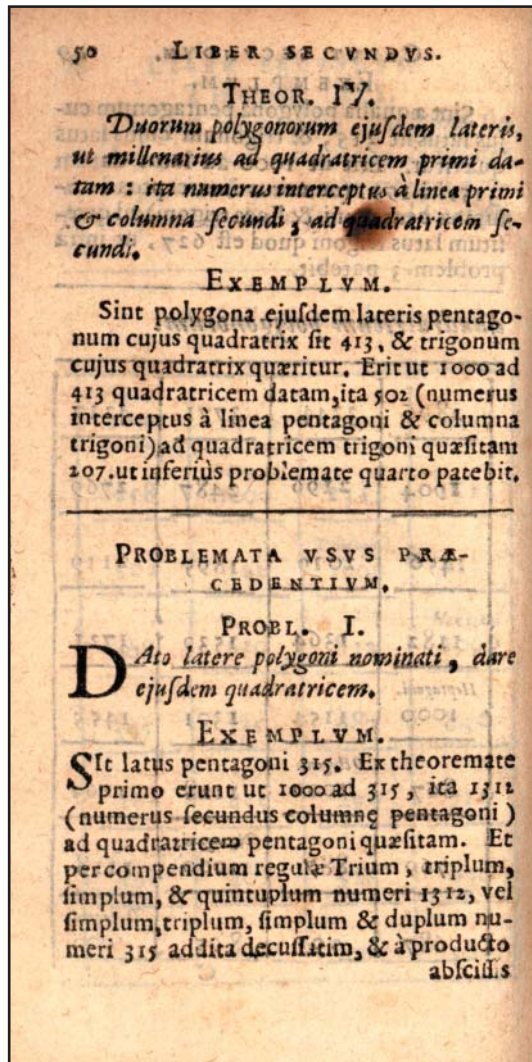 50 LIBER SECVNDVS.
THEOR. IV.
Duorum polygonorum ejusdem lateris,
ut millenarius ad quadratricem primi da-
tam : ita numerus interceptus à linea primi
& columna secundi, ad quadratricem se-
cundi.
EXEMPLVM.
Sint polygona ejusdem lateris pentago-
num cujus quadratrix sit 413, & trigonum
cujus quadratrix quæritur. Erit ut 1000 ad
413 quadratricem datam, ita 502 (numerus
interceptus à linea pentagoni & columna
trigoni) ad quadratricem trigoni quæsitam
207. ut inferiùs problemate quarto patebit.
PROBLEMATA VSVS PRÆ-
CEDENTIVM.
PROBL. I.
DAto latere polygoni nominati, dare
ejusdem quadratricem.
EXEMPLVM.
SIt latus pentagoni 315. Ex theoremate
primo erunt ut 1000 ad 315, ita 1312
(numerus secundus columnę pentagoni)
ad quadratricem pentagoni quæsitam. Et
per compendium regulæ Trium, triplum,
simplum, & quintuplum numeri 1312, vel
simplum, triplum, simplum & duplum nu-
meri 315 addita decussatim, & à producto
abscissis